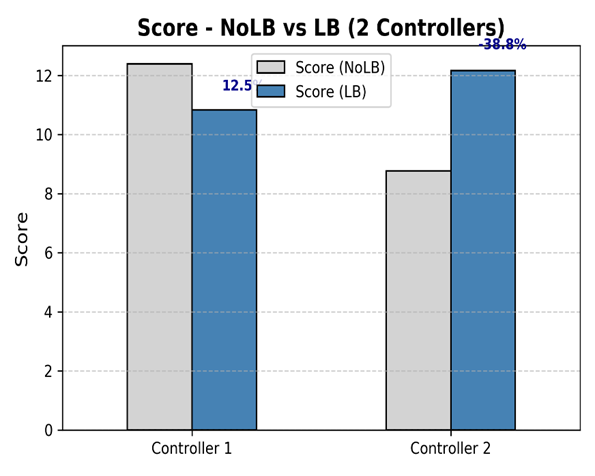 Score - NoLB vs LB (2 Controllers)
-38.8%
12.5%
Score (NoLB)
Score (LB)
Score
12
10
8
6
4
2
0
Controller 1
Controller 2